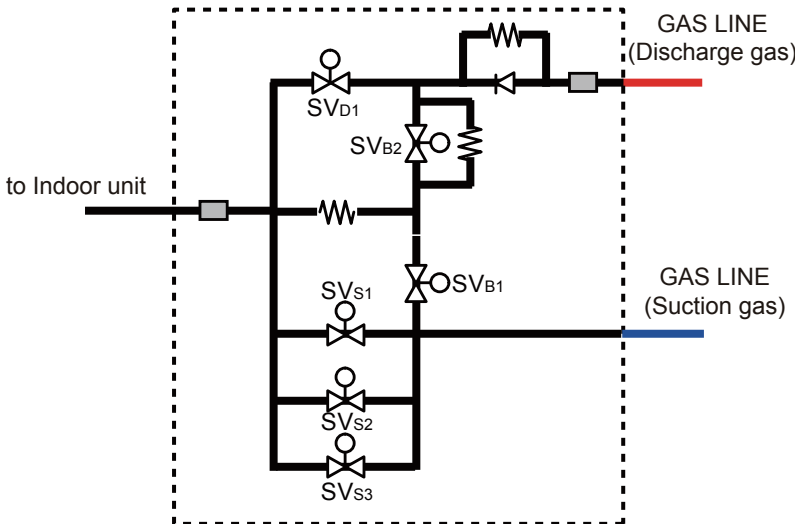 GAS LINE
(Discharge gas)
SVD1
SVB2
to Indoor unit
SVS1
SVB1
GAS LINE
(Suction gas)
SVS2
SVS3